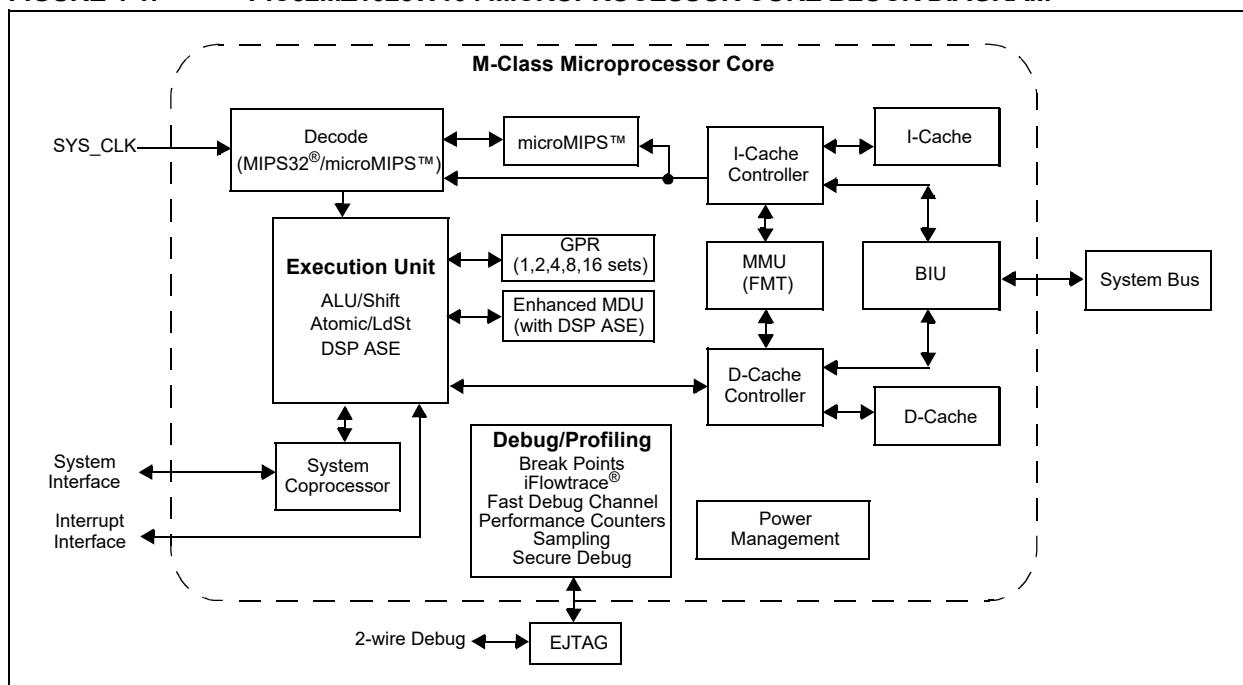 M-Class Microprocessor Core
SYS_CLK
Decode
(MIPS32®/microMIPS™)
microMIPS™
I-Cache
Controller
I-Cache
Execution Unit
ALU/Shift
Atomic/LdSt
DSP ASE
GPR
(1,2,4,8,16 sets)
Enhanced MDU
(with DSP ASE)
MMU
(FMT)
BIU
System Bus
D-Cache
Controller
D-Cache
System
Interface
System
Coprocessor
Interrupt
Interface
Debug/Profiling
Break Points
iFlowtrace®
Fast Debug Channel
Performance Counters
Sampling
Secure Debug
Power
Management
2-wire Debug
EJTAG